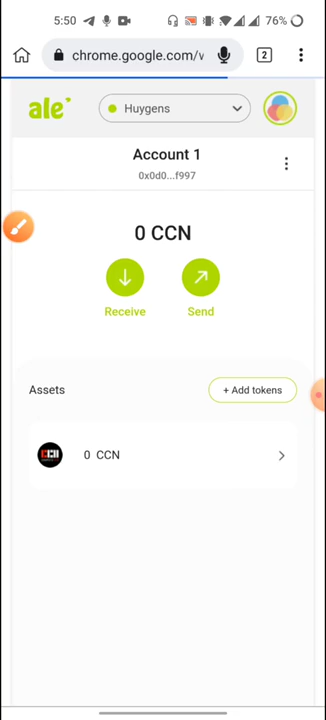 5:50 76%
chrome.google.com/v 2
ale Huygens
Account 1
0x0d0...f997
0 CCN
Receive Send
Assets + Add tokens
CCN 0 CCN